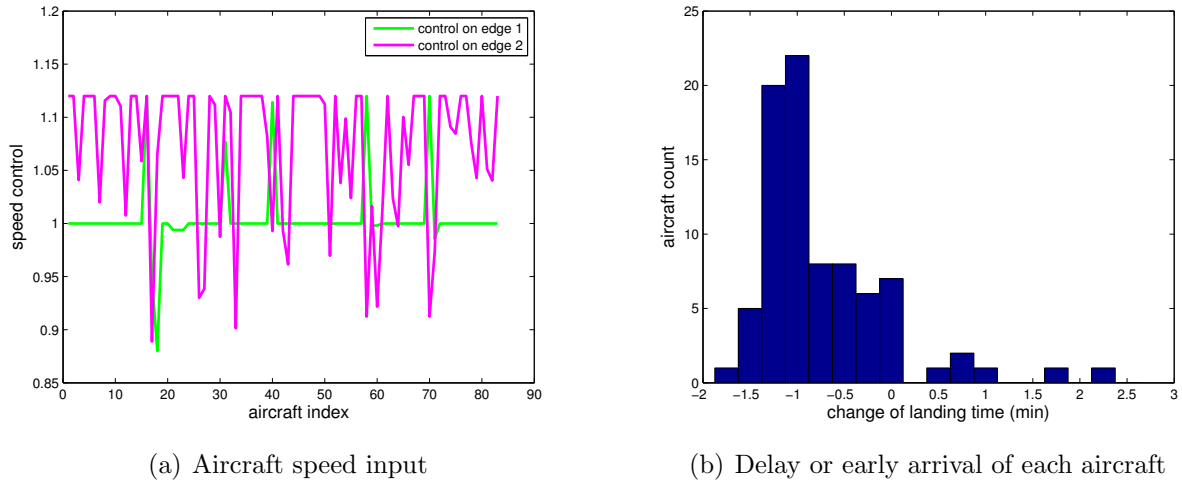 1.2
1.15
1.1
1.05
1
0.95
0.9
0.85
0 10 20 30 40 50 60 70 80 90
speed control
aircraft index
control on edge 1
control on edge 2
(a) Aircraft speed input
25
20
15
10
5
0
−2 −1.5 −1 −0.5 0 0.5 1 1.5 2 2.5 3
aircraft count
change of landing time (min)
(b) Delay or early arrival of each aircraft